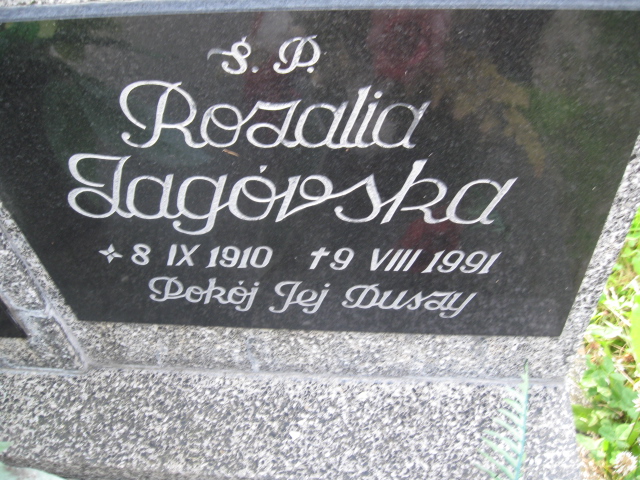 Ś. P.
Rozalia
Jagówska
✧ 8 IX 1910 † 9 VIII 1991
Pokój Jej Duszy